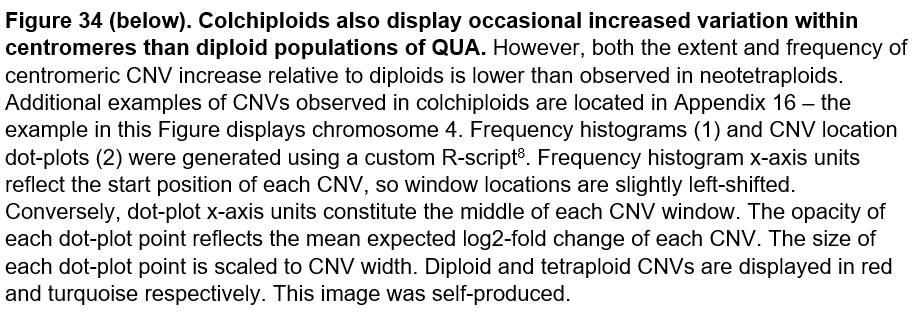 Figure 34 (below). Colchiploids also display occasional increased variation within
centromeres than diploid populations of QUA. However, both the extent and frequency of
centromeric CNV increase relative to diploids is lower than observed in neotetraploids.
Additional examples of CNVs observed in colchiploids are located in Appendix 16 – the
example in this Figure displays chromosome 4. Frequency histograms (1) and CNV location
dot-plots (2) were generated using a custom R-script⁸. Frequency histogram x-axis units
reflect the start position of each CNV, so window locations are slightly left-shifted.
Conversely, dot-plot x-axis units constitute the middle of each CNV window. The opacity of
each dot-plot point reflects the mean expected log2-fold change of each CNV. The size of
each dot-plot point is scaled to CNV width. Diploid and tetraploid CNVs are displayed in red
and turquoise respectively. This image was self-produced.